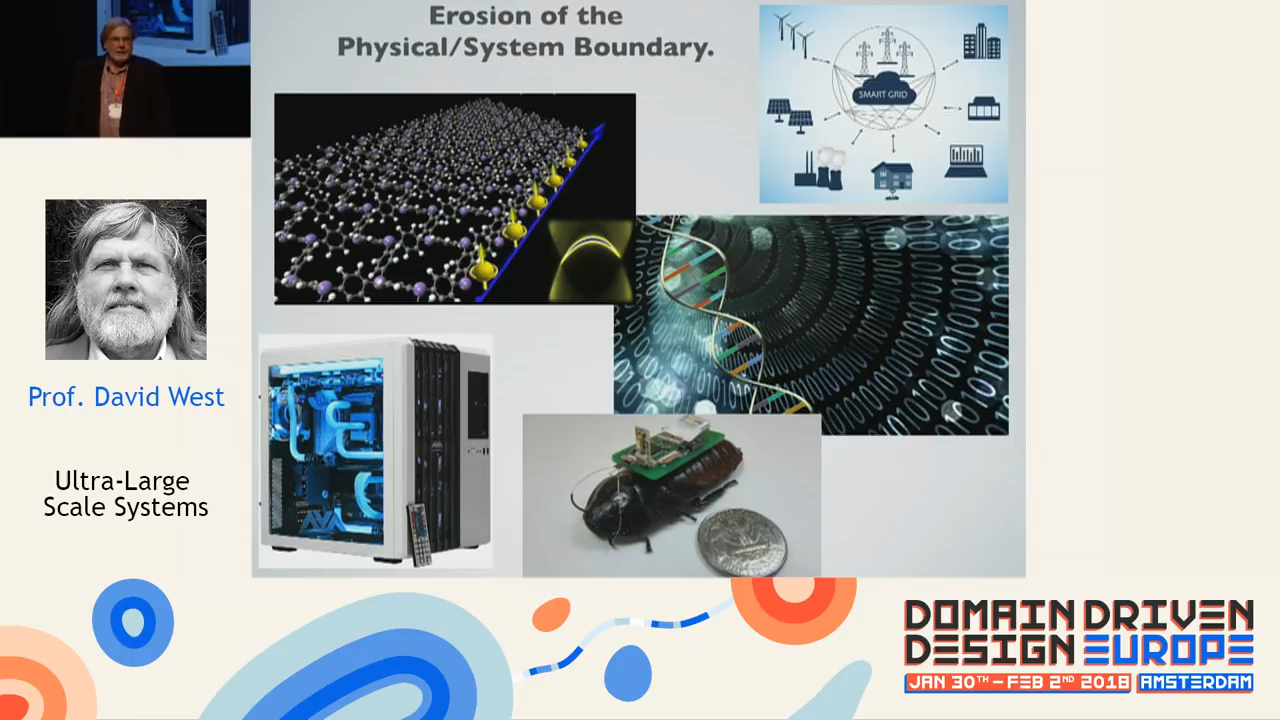 Erosion of the
Physical/System Boundary.
SMART GRID
AVA
Prof. David West
Ultra-Large
Scale Systems
DOMAIN DRIVEN
DESIGN EUROPE
JAN 30TH – FEB 2ND 2018 AMSTERDAM